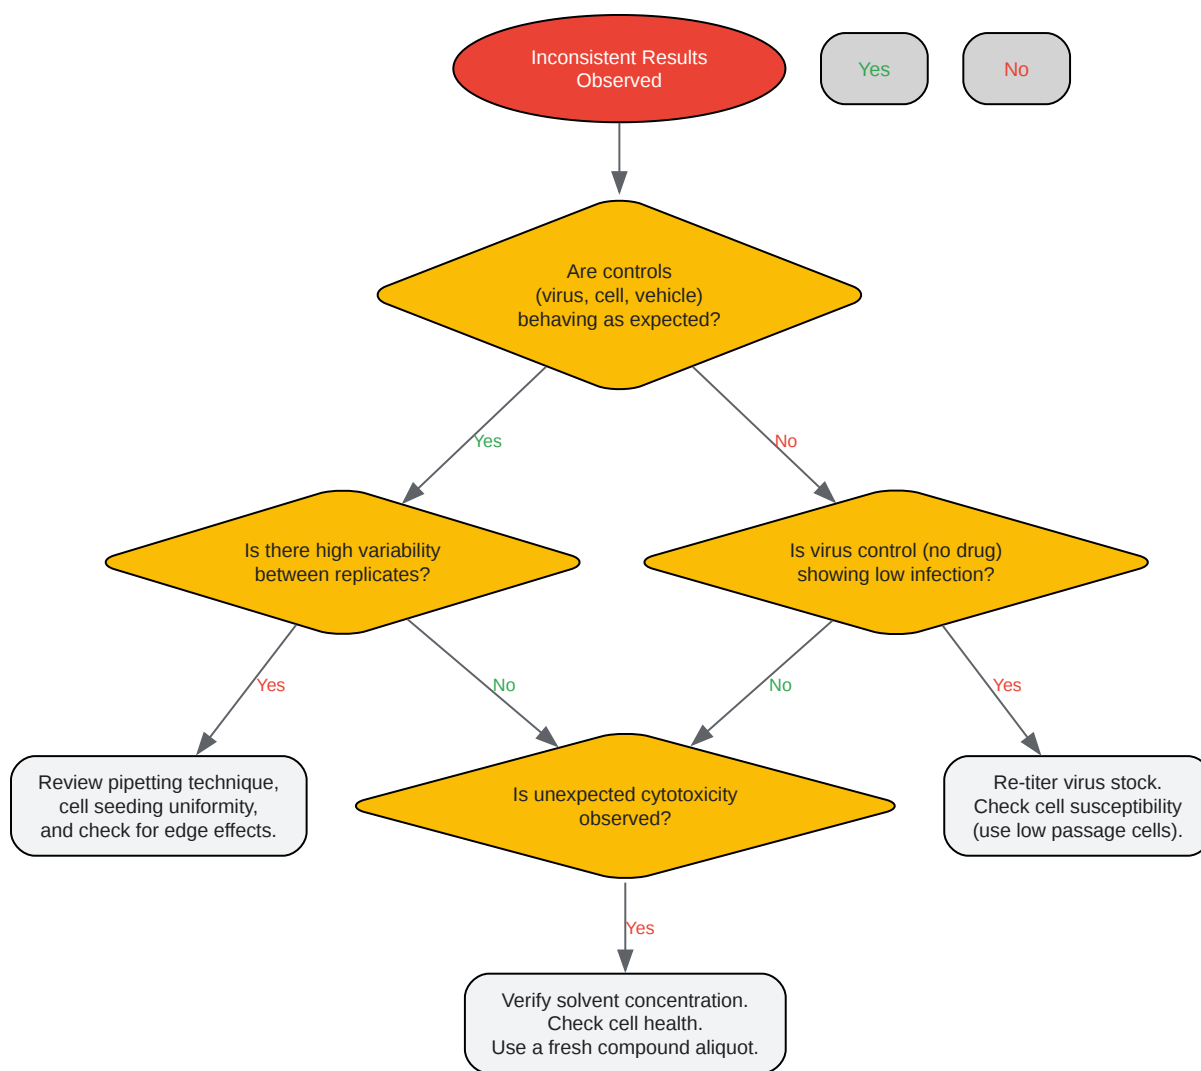 Inconsistent Results
Observed
Yes
No
Are controls
(virus, cell, vehicle)
behaving as expected?
Yes
No
Is there high variability
between replicates?
Is virus control (no drug)
showing low infection?
Yes
No
No
Yes
Review pipetting technique,
cell seeding uniformity,
and check for edge effects.
Is unexpected cytotoxicity
observed?
Re-titer virus stock.
Check cell susceptibility
(use low passage cells).
Yes
Verify solvent concentration.
Check cell health.
Use a fresh compound aliquot.